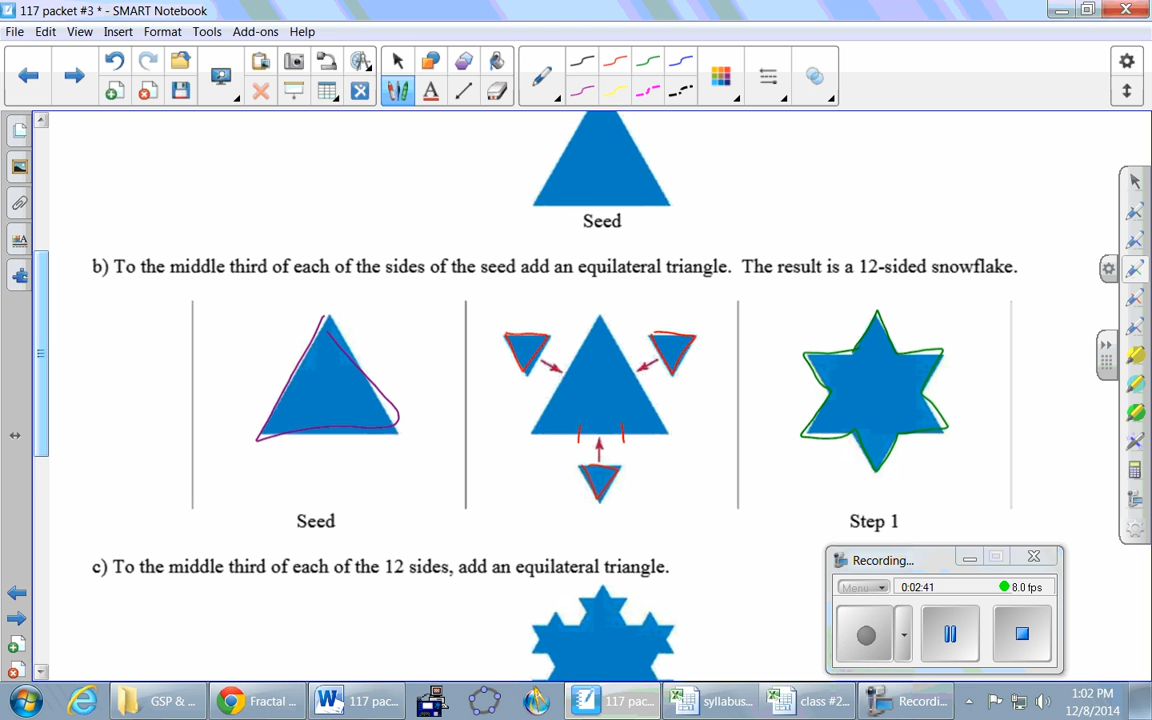 117 packet #3 * - SMART Notebook
File Edit View Insert Format Tools Add-ons Help
Seed
b) To the middle third of each of the sides of the seed add an equilateral triangle. The result is a 12-sided snowflake.
Seed
Step 1
c) To the middle third of each of the 12 sides, add an equilateral triangle.
Recording...
Menu 0:02:41 8.0 fps
GSP & ... Fractal ... 117 pac... 117 pac... syllabus... class #2... Recordi... 1:02 PM
12/8/2014